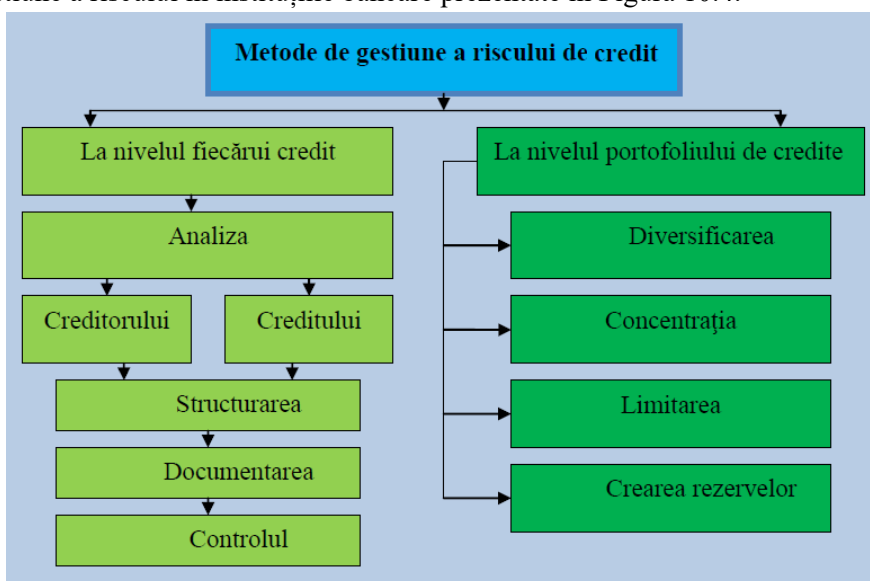 Metode de gestiune a riscului de credit
La nivelul fiecărui credit
La nivelul portofoliului de credite
Analiza
Diversificarea
Creditorului
Creditului
Concentraţia
Structurarea
Limitarea
Documentarea
Crearea rezervelor
Controlul